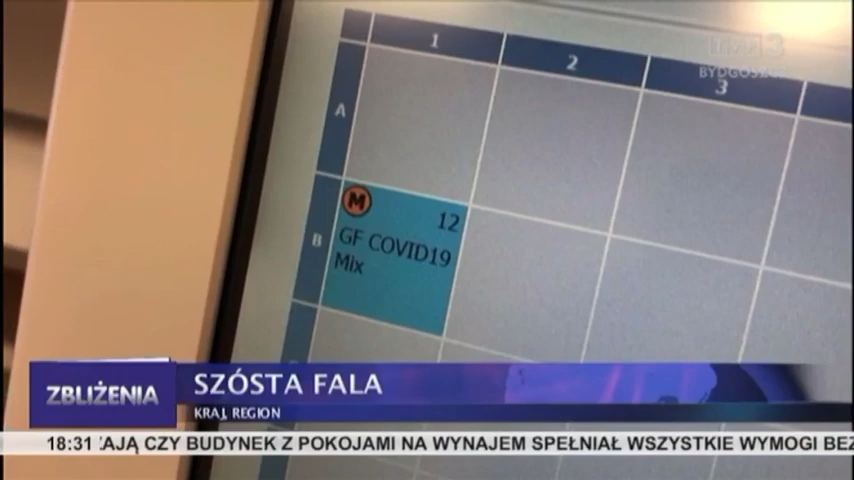 1
2
3
TVP3
BYDGOSZCZ
A
B
M
12
GF COVID19
Mix
ZBLIŻENIA
SZÓSTA FALA
KRAJ, REGION
18:31 AJĄ CZY BUDYNEK Z POKOJAMI NA WYNAJEM SPEŁNIAŁ WSZYSTKIE WYMOGI BEZ